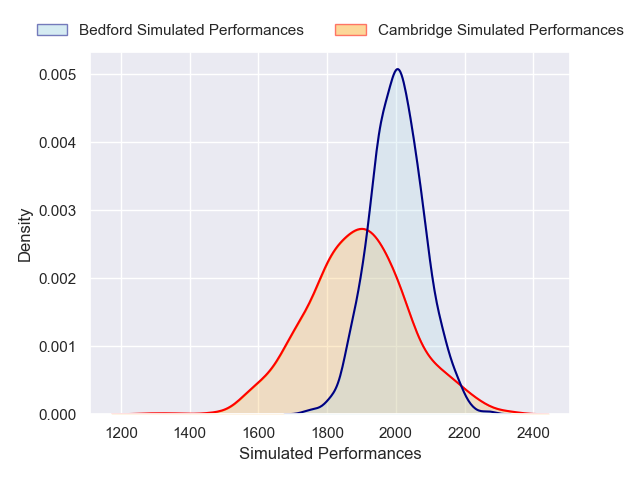 Bedford Simulated Performances
Cambridge Simulated Performances
0.005
0.004
0.003
0.002
0.001
0.000
Density
1200 1400 1600 1800 2000 2200 2400
Simulated Performances